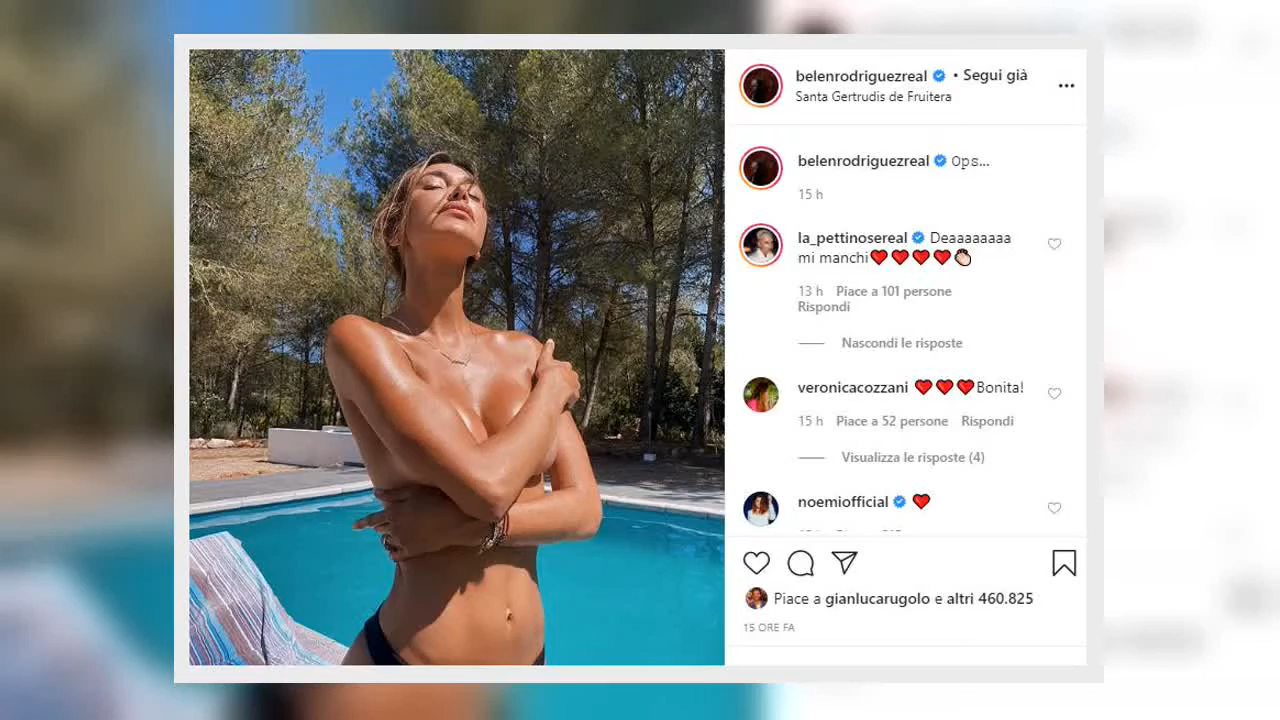 belenrodriguezreal • Segui già
Santa Gertrudis de Fruitera
belenrodriguezreal Ops...
15 h
la_pettinosereal Deaaaaaaaa
mi manchi❤️❤️❤️❤️👏🏻
13 h Piace a 101 persone
Rispondi
Nascondi le risposte
veronicacozzani ❤️❤️❤️Bonita!
15 h Piace a 52 persone Rispondi
Visualizza le risposte (4)
noemiofficial ❤️
Piace a gianlucarugolo e altri 460.825
15 ORE FA